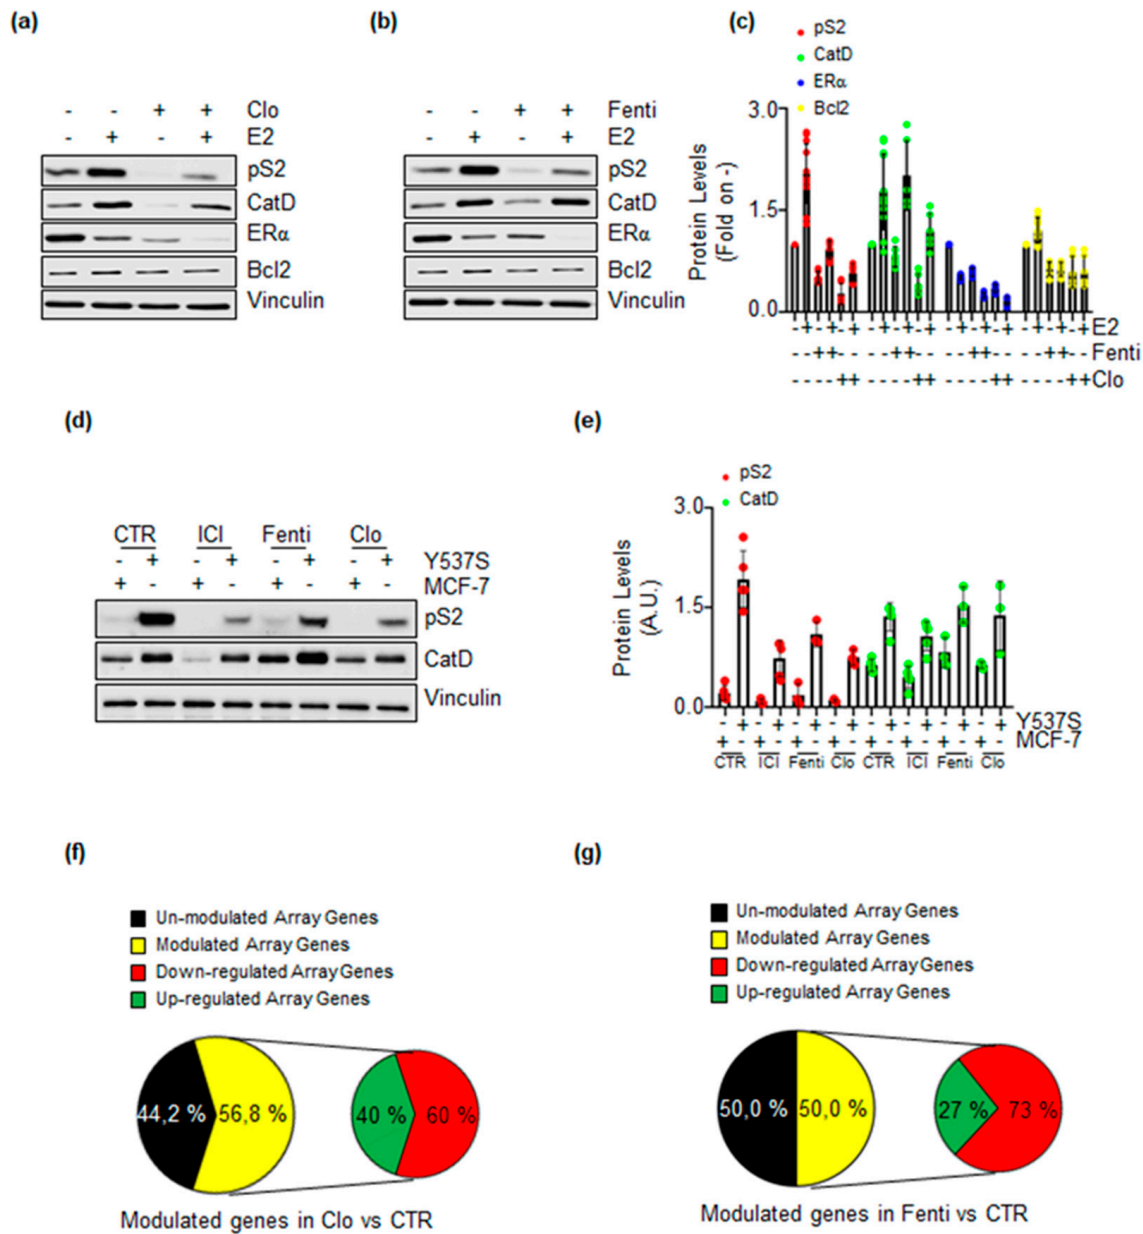 (a)
- - + + Clo
- + - + E2
pS2
CatD
ERα
Bcl2
Vinculin
(b)
- - + + Fenti
- + - + E2
pS2
CatD
ERα
Bcl2
Vinculin
(c)
pS2
CatD
ERα
Bcl2
Protein Levels
(Fold on -)
3.0
1.5
0.0
-+-+-+ -+-+-+ -+-+-+ -+-+-+ E2
--++-- --++-- --++-- --++-- Fenti
----++ ----++ ----++ ----++ Clo
(d)
CTR ICI Fenti Clo
- + - + - + - + Y537S
+ - + - + - + - MCF-7
pS2
CatD
Vinculin
(e)
pS2
CatD
Protein Levels
(A.U.)
3.0
1.5
0.0
- + - + - + - + - + - + - + - + Y537S
+ - + - + - + - + - + - + - + - MCF-7
CTR ICI Fenti Clo CTR ICI Fenti Clo
(f)
Un-modulated Array Genes
Modulated Array Genes
Down-regulated Array Genes
Up-regulated Array Genes
44,2 % 56,8 % 40 % 60 %
Modulated genes in Clo vs CTR
(g)
Un-modulated Array Genes
Modulated Array Genes
Down-regulated Array Genes
Up-regulated Array Genes
50,0 % 50,0 % 27 % 73 %
Modulated genes in Fenti vs CTR